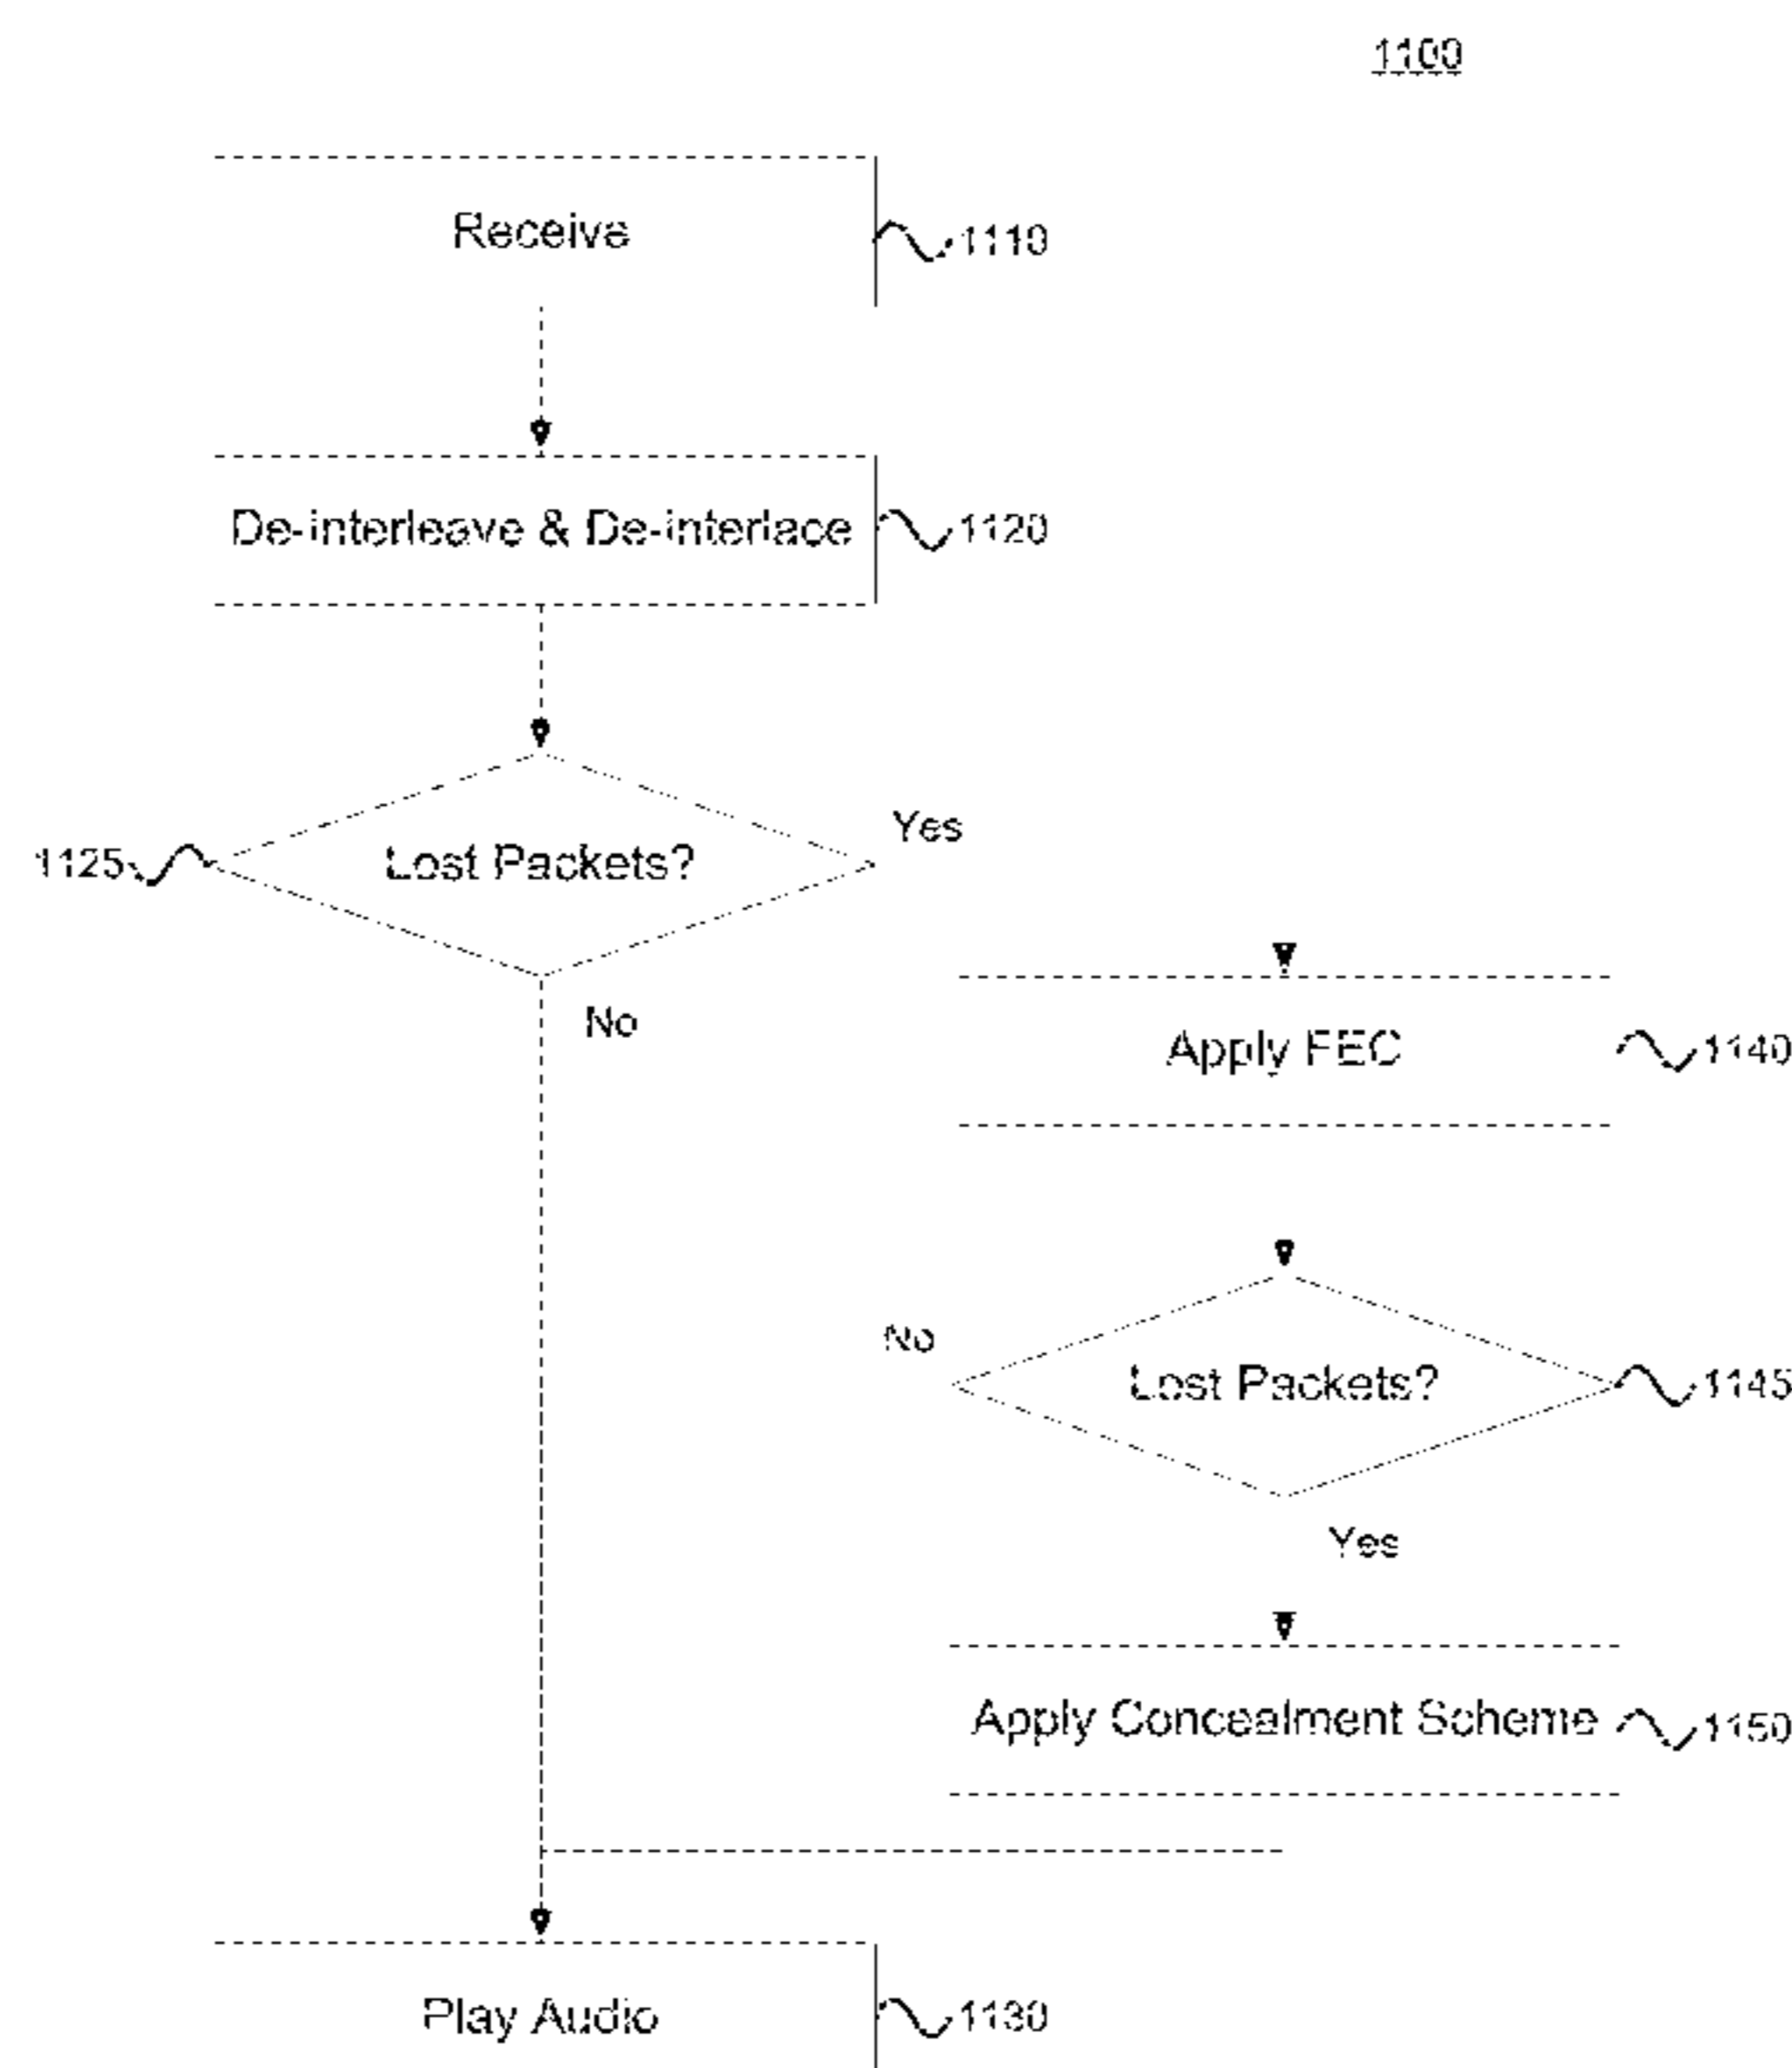 1100
Receive
1110
De-interleave & De-interlace
1120
Yes
1125
Lost Packets?
No
Apply FEC
1140
No
Lost Packets?
1145
Yes
Apply Concealment Scheme
1150
Play Audio
1130